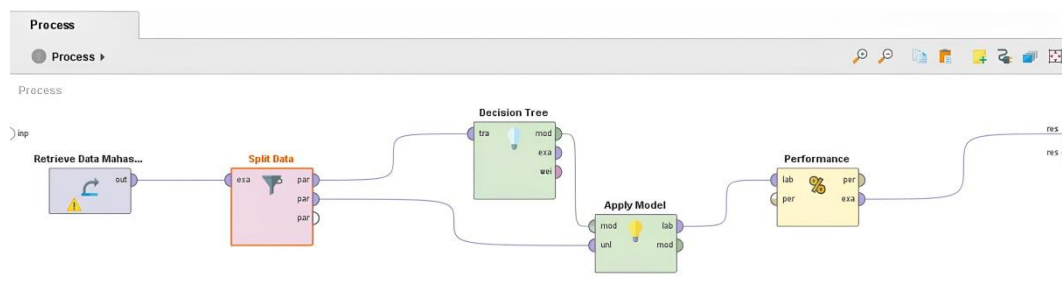 Process
Process
Process
inp
Retrieve Data Mahas...
out
Split Data
exa
par
par
par
Decision Tree
tra
mod
exa
wei
Apply Model
mod
lab
unl
mod
Performance
lab
per
per
exa
res
res